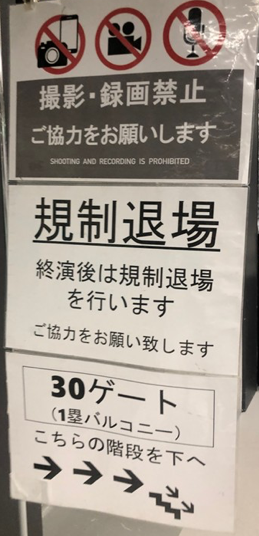 撮影・録画禁止
ご協力をお願いします
SHOOTING AND RECORDING IS PROHIBITED
規制退場
終演後は規制退場
を行います
ご協力をお願い致します
30ゲート
(1塁バルコニー)
こちらの階段を下へ
→→→